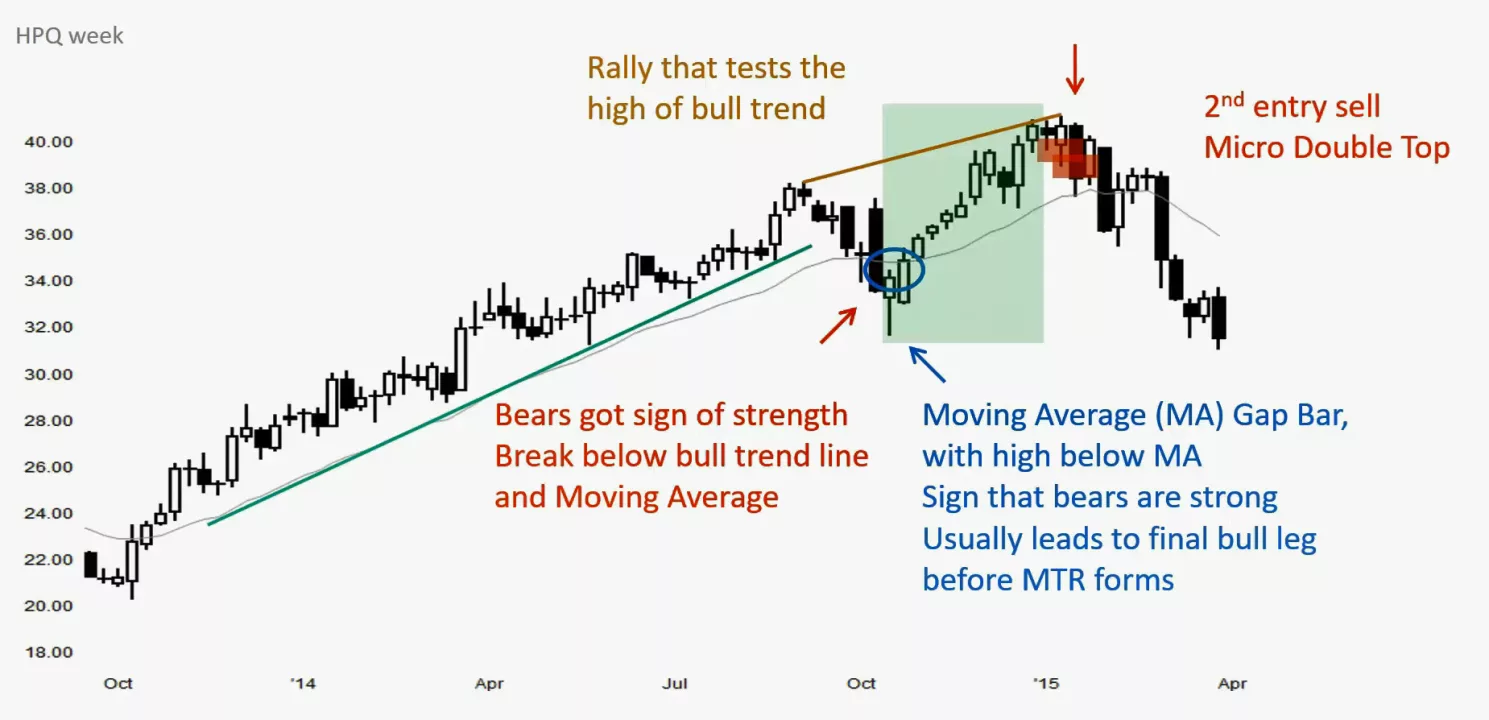 HPQ week
Rally that tests the
high of bull trend
2nd entry sell
Micro Double Top
40.00
38.00
36.00
34.00
32.00
30.00
28.00
26.00
24.00
22.00
20.00
18.00
Bears got sign of strength
Break below bull trend line
and Moving Average
Moving Average (MA) Gap Bar,
with high below MA
Sign that bears are strong
Usually leads to final bull leg
before MTR forms
Oct
'14
Apr
Jul
Oct
'15
Apr